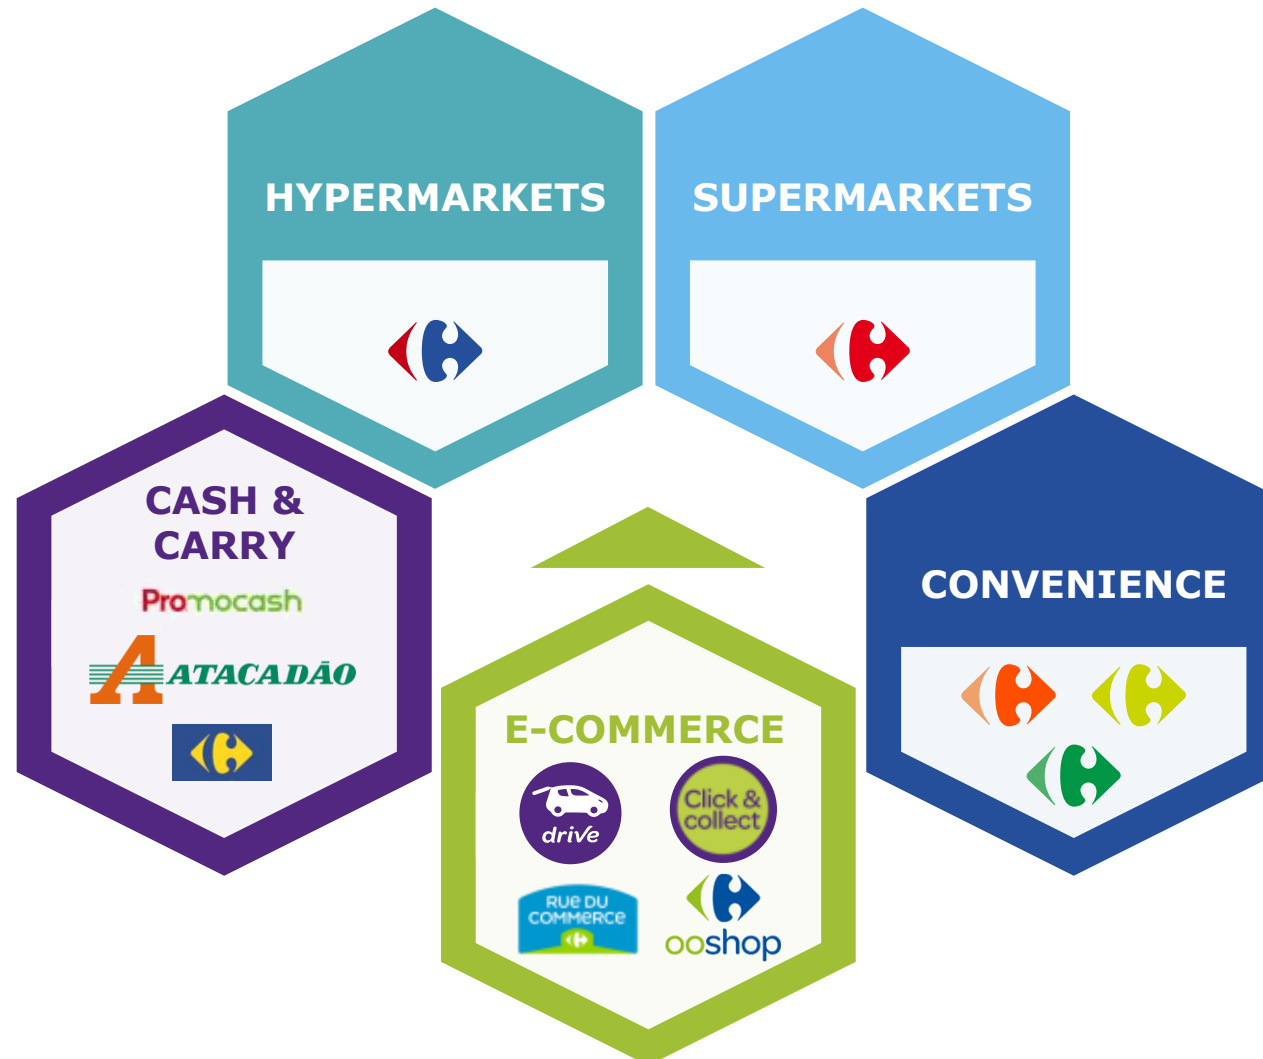 HYPERMARKETS
SUPERMARKETS
CASH &
CARRY
Promocash
A ATACADÃO
CONVENIENCE
E-COMMERCE
drive
Click &
collect
RUE DU
COMMERCE
ooshop